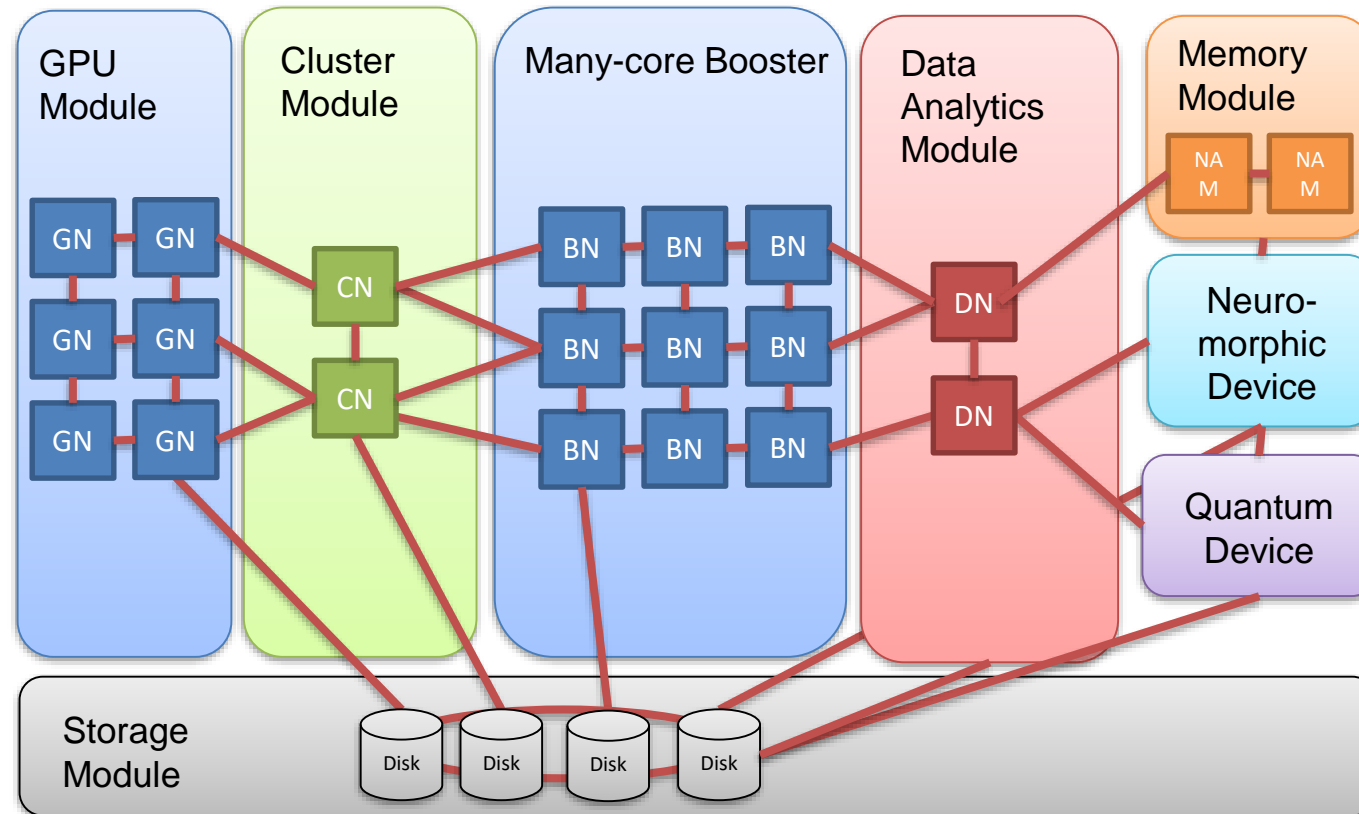 GPU
Module
Cluster
Module
Many-core Booster
Data
Analytics
Module
Memory
Module
NA
M
NA
M
GN
GN
GN
GN
GN
GN
CN
CN
BN
BN
BN
BN
BN
BN
BN
BN
BN
DN
DN
Neuro-
morphic
Device
Quantum
Device
Storage
Module
Disk
Disk
Disk
Disk